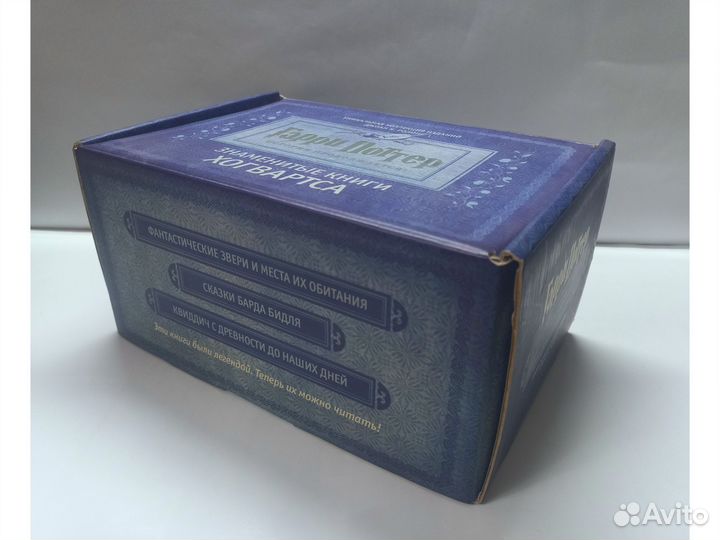 Гарри Поттер
ЗНАМЕНИТЫЕ КНИГИ
ХОГВАРТСА
ФАНТАСТИЧЕСКИЕ ЗВЕРИ И МЕСТА ИХ ОБИТАНИЯ
СКАЗКИ БАРДА БИДЛЯ
КВИДДИЧ С ДРЕВНОСТИ ДО НАШИХ ДНЕЙ
Эти книги были легендой. Теперь их можно читать!
Гарри Поттер
Avito